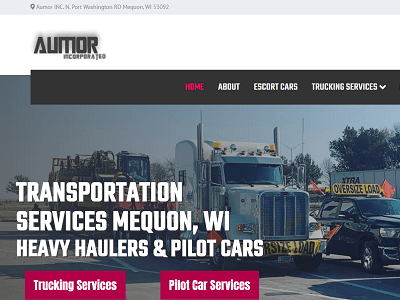 Aumor INC. N. Port Washington RD Mequon, WI 53092
AUMOR
INCORPORATED
HOME ABOUT ESCORT CARS TRUCKING SERVICES
XTRA
OVERSIZE LOAD
OVERSIZE LOAD
TRANSPORTATION
SERVICES MEQUON, WI
HEAVY HAULERS & PILOT CARS
Trucking Services Pilot Car Services